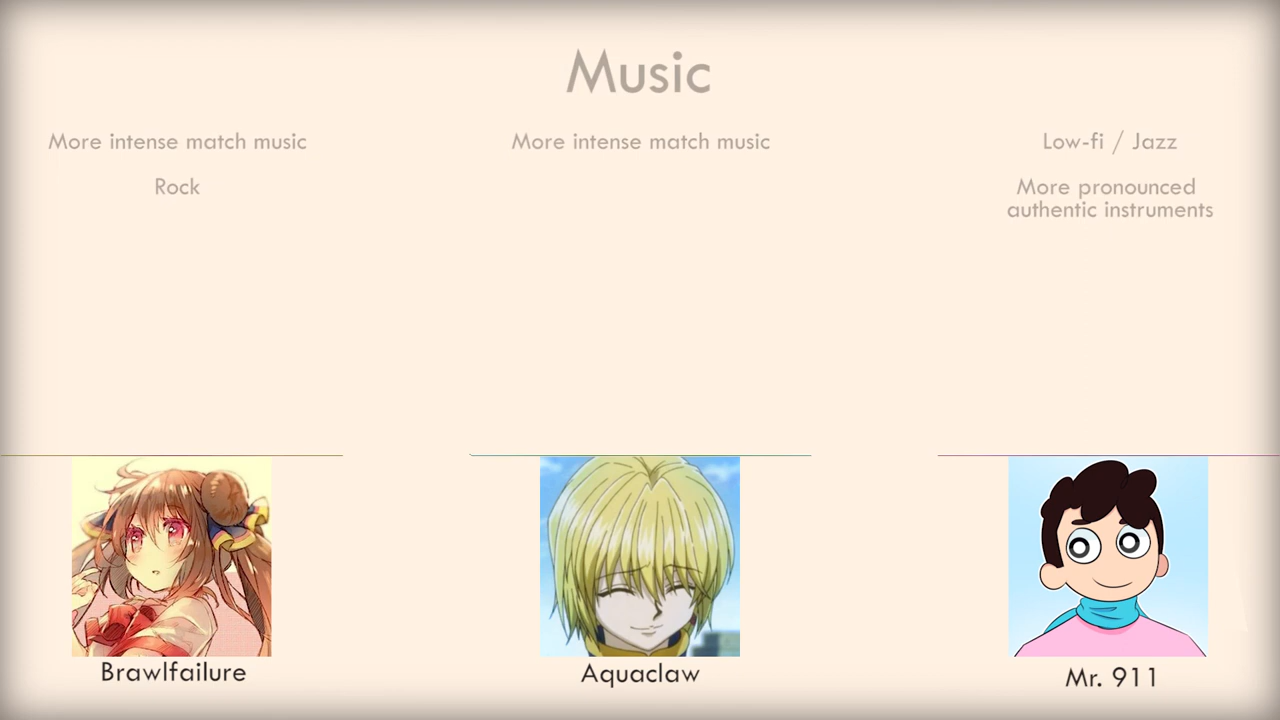 Music
More intense match music
Rock
More intense match music
Low-fi / Jazz
More pronounced
authentic instruments
Brawlfailure
Aquaclaw
Mr. 911